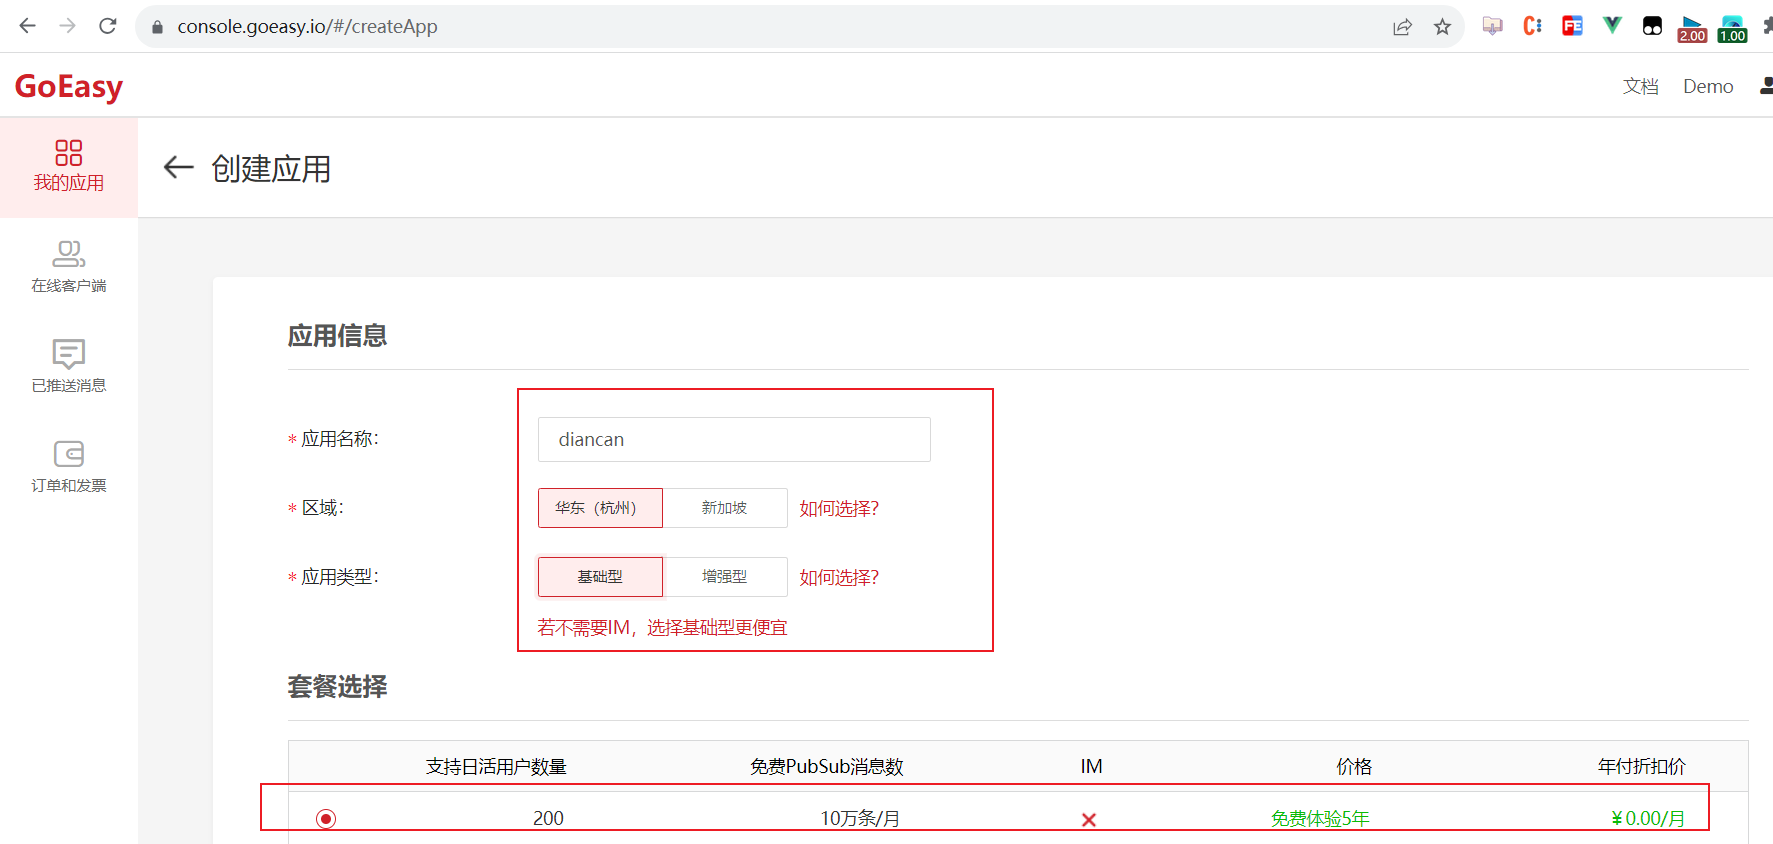 console.goeasy.io/#/createApp
2.00
1.00
GoEasy
文档
Demo
我的应用
创建应用
在线客户端
已推送消息
订单和发票
应用信息
* 应用名称:
diancan
* 区域:
华东（杭州）
新加坡
如何选择?
* 应用类型:
基础型
增强型
如何选择?
若不需要IM，选择基础型更便宜
套餐选择
支持日活用户数量 免费PubSub消息数 IM 价格 年付折扣价
200 10万条/月 免费体验5年 ¥0.00/月